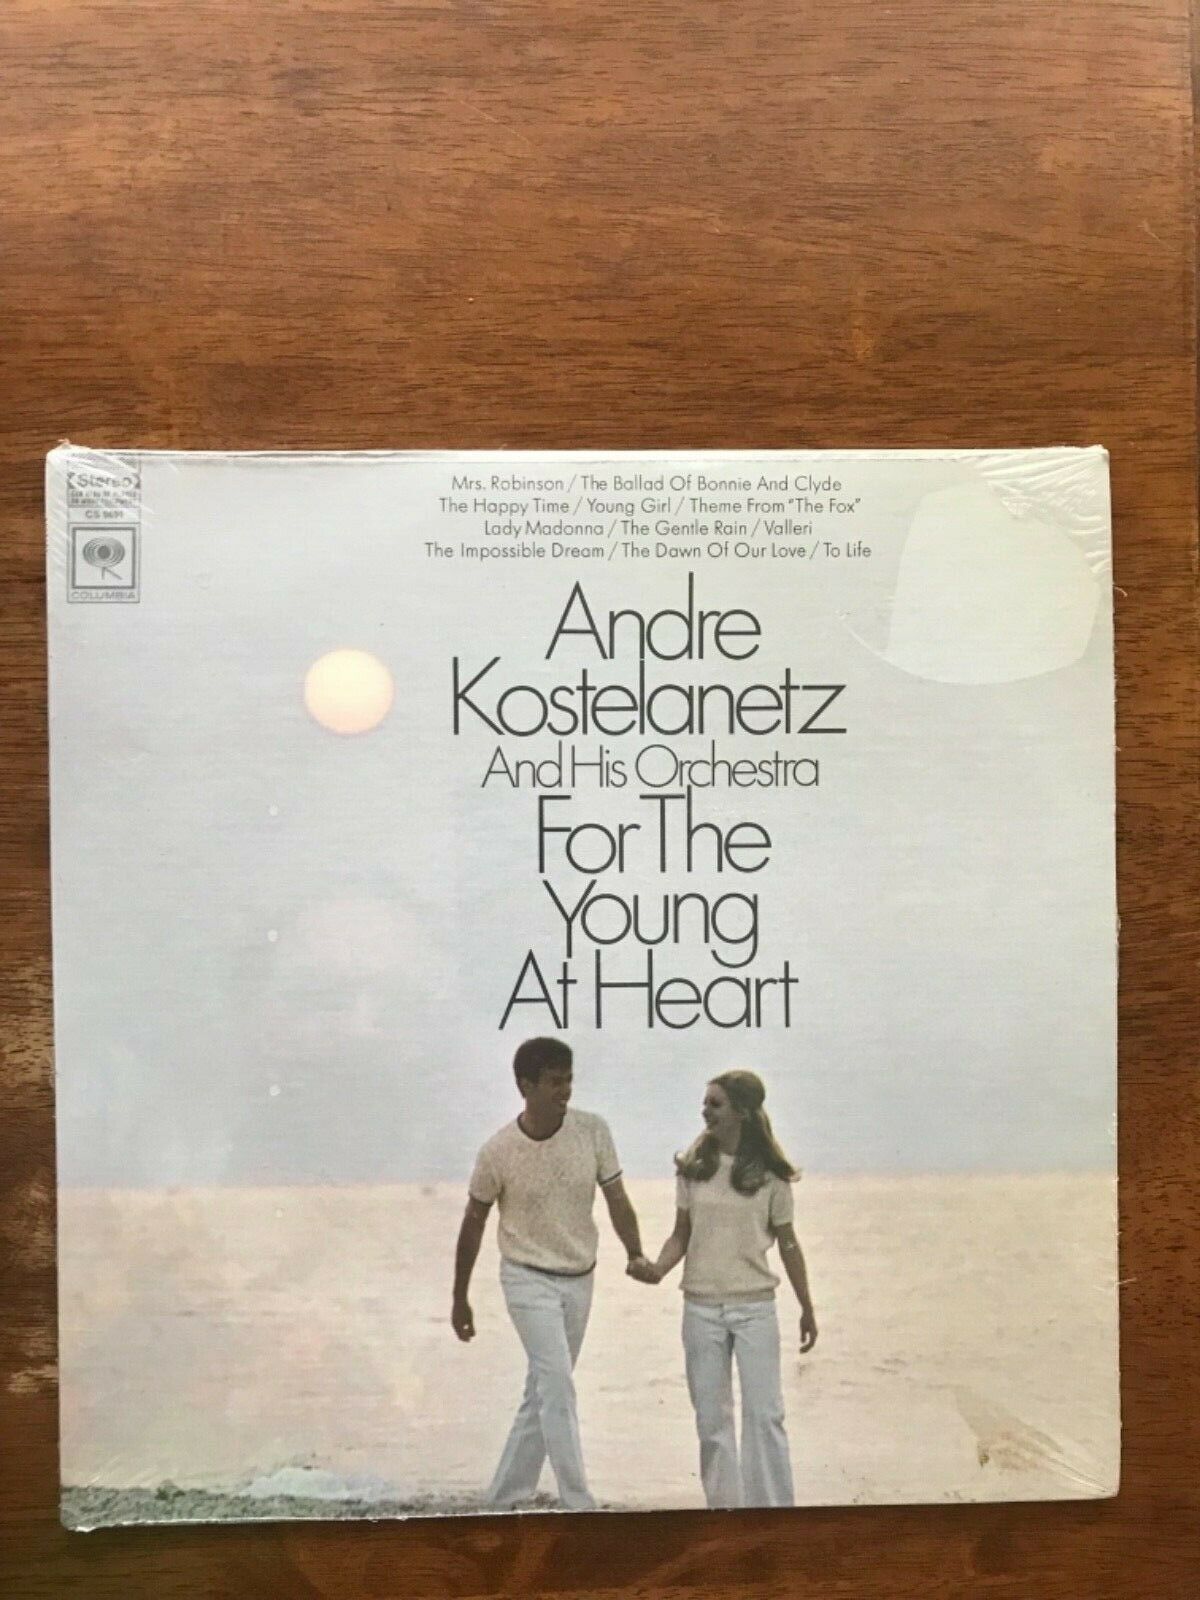 Stereo
COLUMBIA
Mrs. Robinson / The Ballad Of Bonnie And Clyde
The Happy Time / Young Girl / Theme From "The Fox"
Lady Madonna / The Gentle Rain / Valleri
The Impossible Dream / The Dawn Of Our Love / To Life
Andre
Kostelanetz
And His Orchestra
For The
Young
At Heart